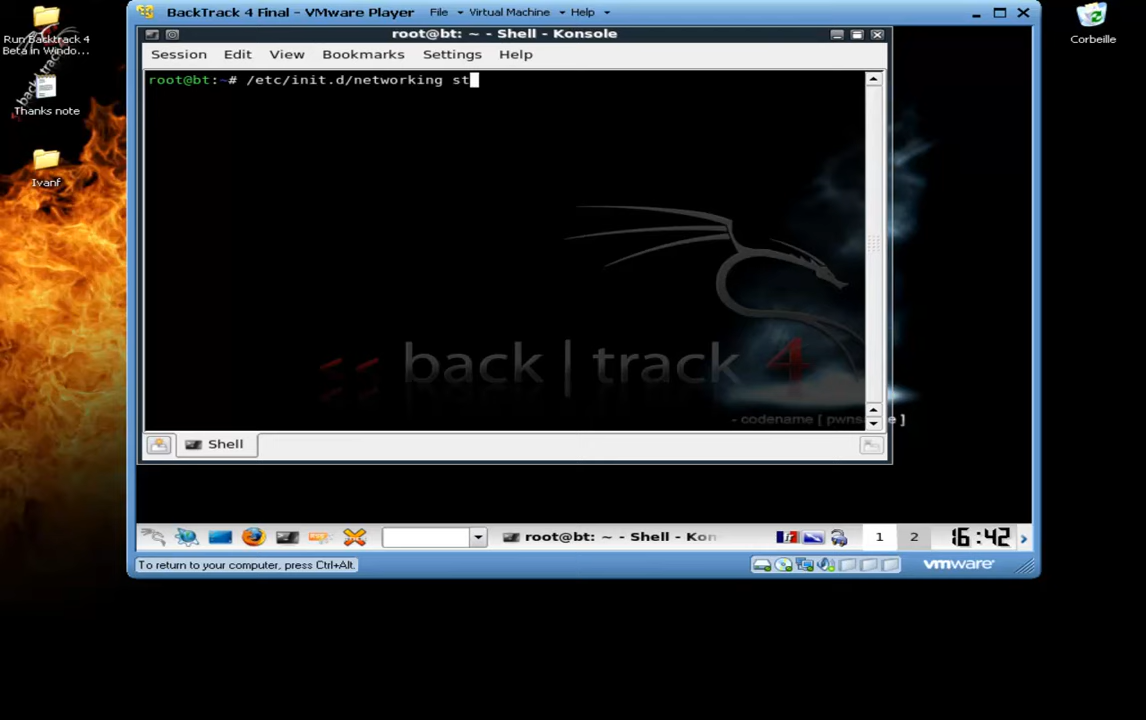 BackTrack 4 Final - VMware Player File Virtual Machine Help
root@bt: ~ - Shell - Konsole
Session Edit View Bookmarks Settings Help
root@bt:~# /etc/init.d/networking st
<< back | track 4
- codename [ pwnsa e ]
Shell
root@bt: ~ - Shell - Kon
1 2 16:42
To return to your computer, press Ctrl+Alt.
vmware
Run Backtrack 4
Beta in Windo...
back
Thanks note
Ivanf
Corbeille